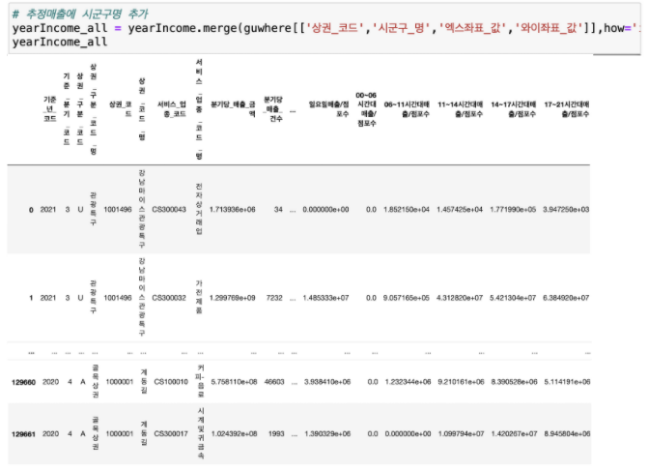 # 추정매출에 시군구명 추가
yearIncome_all = yearIncome.merge(guwhere[['상권_코드','시군구_명','엑스좌표_값','와이좌표_값']],how='
yearIncome_all
기준_년_코드 기준_분기_코드 상권_구분_코드 상권_구분_코드_명 상권_코드 상권_코드_명 서비스_업종_코드 서비스_업종_코드_명 분기당_매출_금액 분기당_매출_건수 ... 일요일매출/점포수 00~06시간대매출/점포수 06~11시간대매출/점포수 11~14시간대매출/점포수 14~17시간대매출/점포수 17~21시간대매출/점포수
0 2021 3 U 관광특구 1001496 강남마이스관광특구 CS300043 전자상거래업 1.713936e+06 34 ... 0.000000e+00 0.0 1.852150e+04 1.457425e+04 1.771990e+05 3.947250e+03
1 2021 3 U 관광특구 1001496 강남마이스관광특구 CS300032 가전제품 1.299769e+09 7232 ... 1.485333e+07 0.0 9.057165e+05 4.312820e+07 5.421304e+07 6.384920e+07
... ... ... ... ... ... ... ... ... ... ... ... ... ... ... ... ...
129660 2020 4 A 골목상권 1000001 계동길 CS100010 커피-음료 5.758110e+08 46603 ... 3.938410e+06 0.0 1.232344e+06 9.210161e+06 8.390528e+06 5.114191e+06
129661 2020 4 A 골목상권 1000001 계동길 CS300017 시계및귀금속 1.024392e+08 1993 ... 1.390329e+06 0.0 0.000000e+00 1.099794e+07 1.420267e+07 8.945804e+06